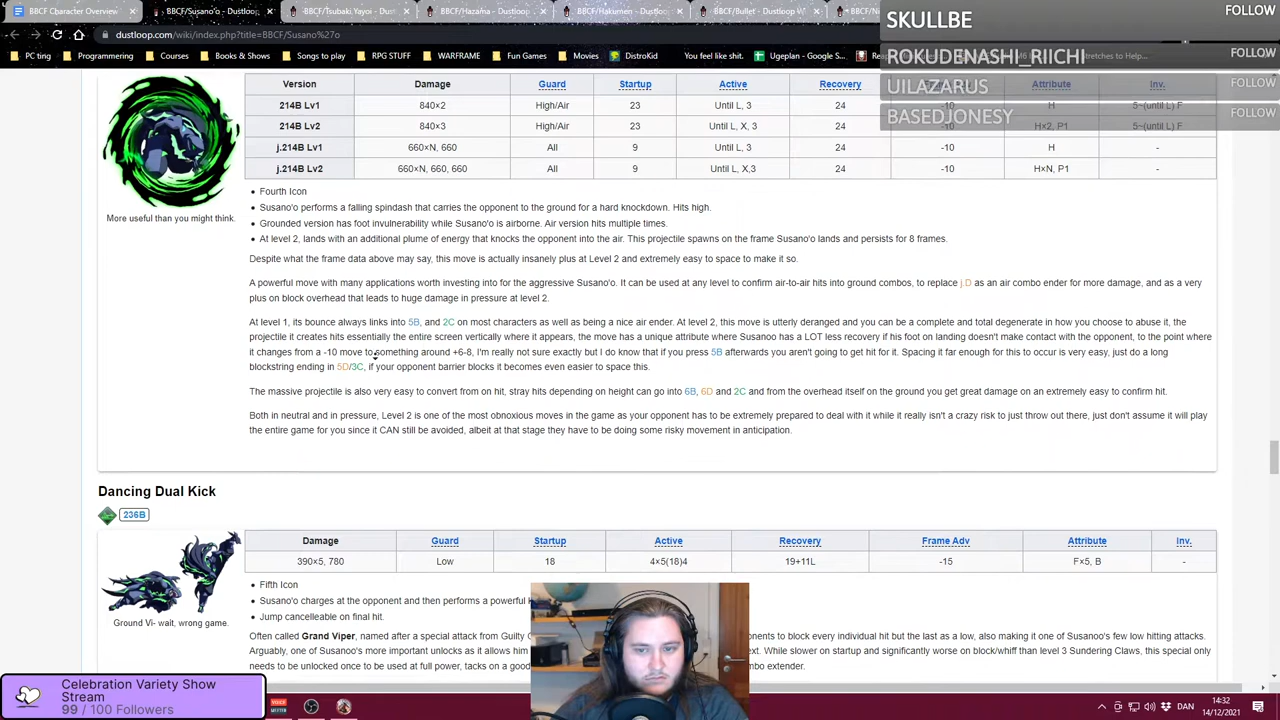 BBCF Character Overview
BBCF/Susano'o - Dustloo
BBCF/Tsubaki_Yayoi - Dus
BBCF/Hazama - Dustloop
BBCF/Hakumen - Dustloo
BBCF/Bullet - Dustloop W
SKULLBE
FOLLOW
dustloop.com/wiki/index.php?title=BBCF/Susano%27o
ROKUDENASHI_RIICHI
FOLLOW
PC ting
Programmering
Courses
RPG STUFF
WARFRAME
Fun Games
Movies
DistroKid
You feel like shit.
Ugeplan - Google S
UILAZARUS
FOLLOW
BASEDJONESY
FOLLOW
Version Damage Guard Startup Active Recovery Attribute Inv.
214B Lv1 840×2 High/Air 23 Until L, 3 24 -10 H 5~(until L) F
214B Lv2 840×3 High/Air 23 Until L, X, 3 24 -10 H×2, P1 5~(until L) F
j.214B Lv1 660×N, 660 All 9 Until L, 3 24 -10 H -
j.214B Lv2 660×N, 660, 660 All 9 Until L, X,3 24 -10 H×N, P1 -
More useful than you might think.
Fourth Icon
Susano'o performs a falling spindash that carries the opponent to the ground for a hard knockdown. Hits high.
Grounded version has foot invulnerability while Susano'o is airborne. Air version hits multiple times.
At level 2, lands with an additional plume of energy that knocks the opponent into the air. This projectile spawns on the frame Susano'o lands and persists for 8 frames.
Despite what the frame data above may say, this move is actually insanely plus at Level 2 and extremely easy to space to make it so.
A powerful move with many applications worth investing into for the aggressive Susano'o. It can be used at any level to confirm air-to-air hits into ground combos, to replace j.D as an air combo ender for more damage, and as a very
plus on block overhead that leads to huge damage in pressure at level 2.
At level 1, its bounce always links into 5B, and 2C on most characters as well as being a nice air ender. At level 2, this move is utterly deranged and you can be a complete and total degenerate in how you choose to abuse it, the
projectile it creates hits essentially the entire screen vertically where it appears, the move has a unique attribute where Susanoo has a LOT less recovery if his foot on landing doesn't make contact with the opponent, to the point where
it changes from a -10 move to something around +6-8, I'm really not sure exactly but I do know that if you press 5B afterwards you aren't going to get hit for it. Spacing it far enough for this to occur is very easy, just do a long
blockstring ending in 5D/3C, if your opponent barrier blocks it becomes even easier to space this.
The massive projectile is also very easy to convert from on hit, stray hits depending on height can go into 6B, 6D and 2C and from the overhead itself on the ground you get great damage on an extremely easy to confirm hit.
Both in neutral and in pressure, Level 2 is one of the most obnoxious moves in the game as your opponent has to be extremely prepared to deal with it while it really isn't a crazy risk to just throw out there, just don't assume it will play
the entire game for you since it CAN still be avoided, albeit at that stage they have to be doing some risky movement in anticipation.
Dancing Dual Kick
236B
Damage Guard Startup Active Recovery Frame Adv Attribute Inv.
390×5, 780 Low 18 4×5(18)4 19+11L -15 F×5, B -
Ground Vi- wait, wrong game.
Fifth Icon
Susano'o charges at the opponent and then performs a powerful
Jump cancellable on final hit.
Often called Grand Viper, named after a special attack from Guilty
onents to block every individual hit but the last as a low, also making it one of Susanoo's few low hitting attacks.
Arguably, one of Susanoo's more important unlocks as it allows him
ext. While slower on startup and significantly worse on block/whiff than level 3 Sundering Claws, this special only
needs to be unlocked once to be used at full power, tacks on a good
mbo extender.
Celebration Variety Show
Stream
99 / 100 Followers
DAN
14:32
14/12/2021